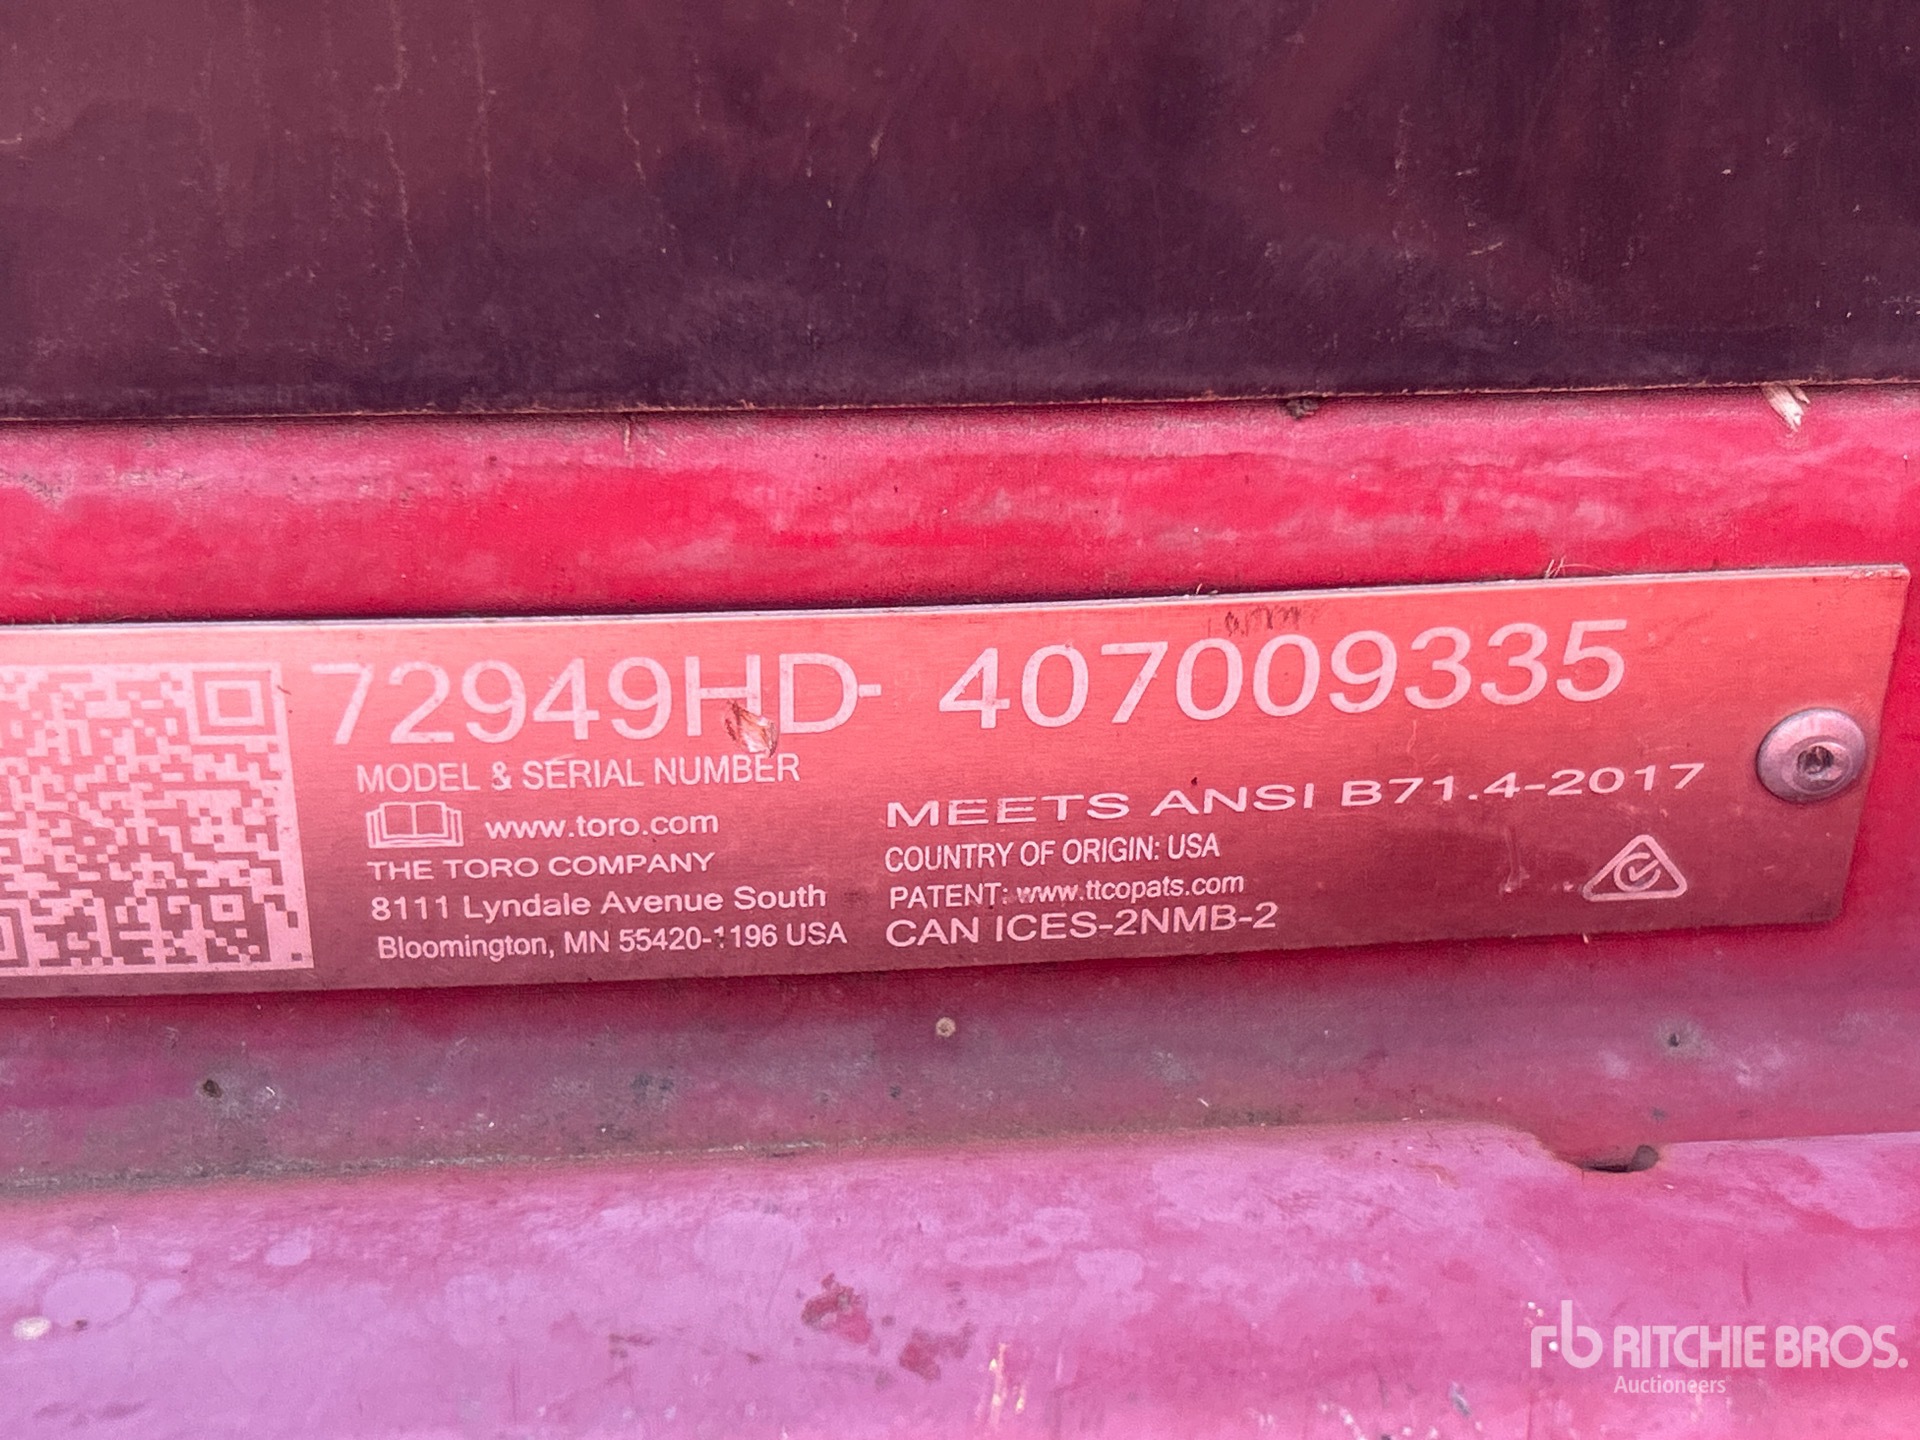 72949HD- 407009335
MODEL & SERIAL NUMBER
www.toro.com
THE TORO COMPANY
8111 Lyndale Avenue South
Bloomington, MN 55420-1196 USA
MEETS ANSI B71.4-2017
COUNTRY OF ORIGIN: USA
PATENT: www.ttcopats.com
CAN ICES-2NMB-2
rb RITCHIE BROS.
Auctioneers